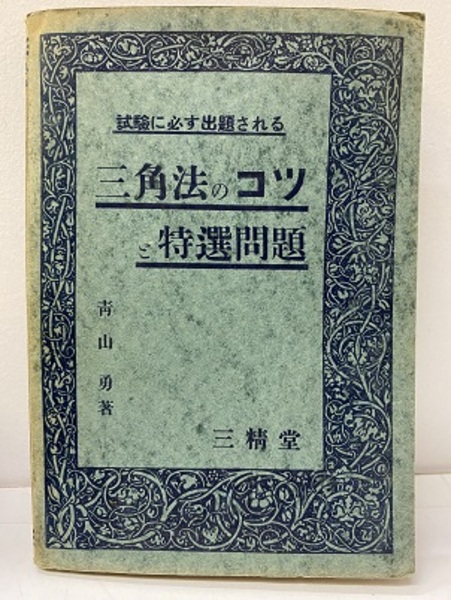 試験に必す出題される
三角法のコツ
と特選問題
青山勇著
三精堂